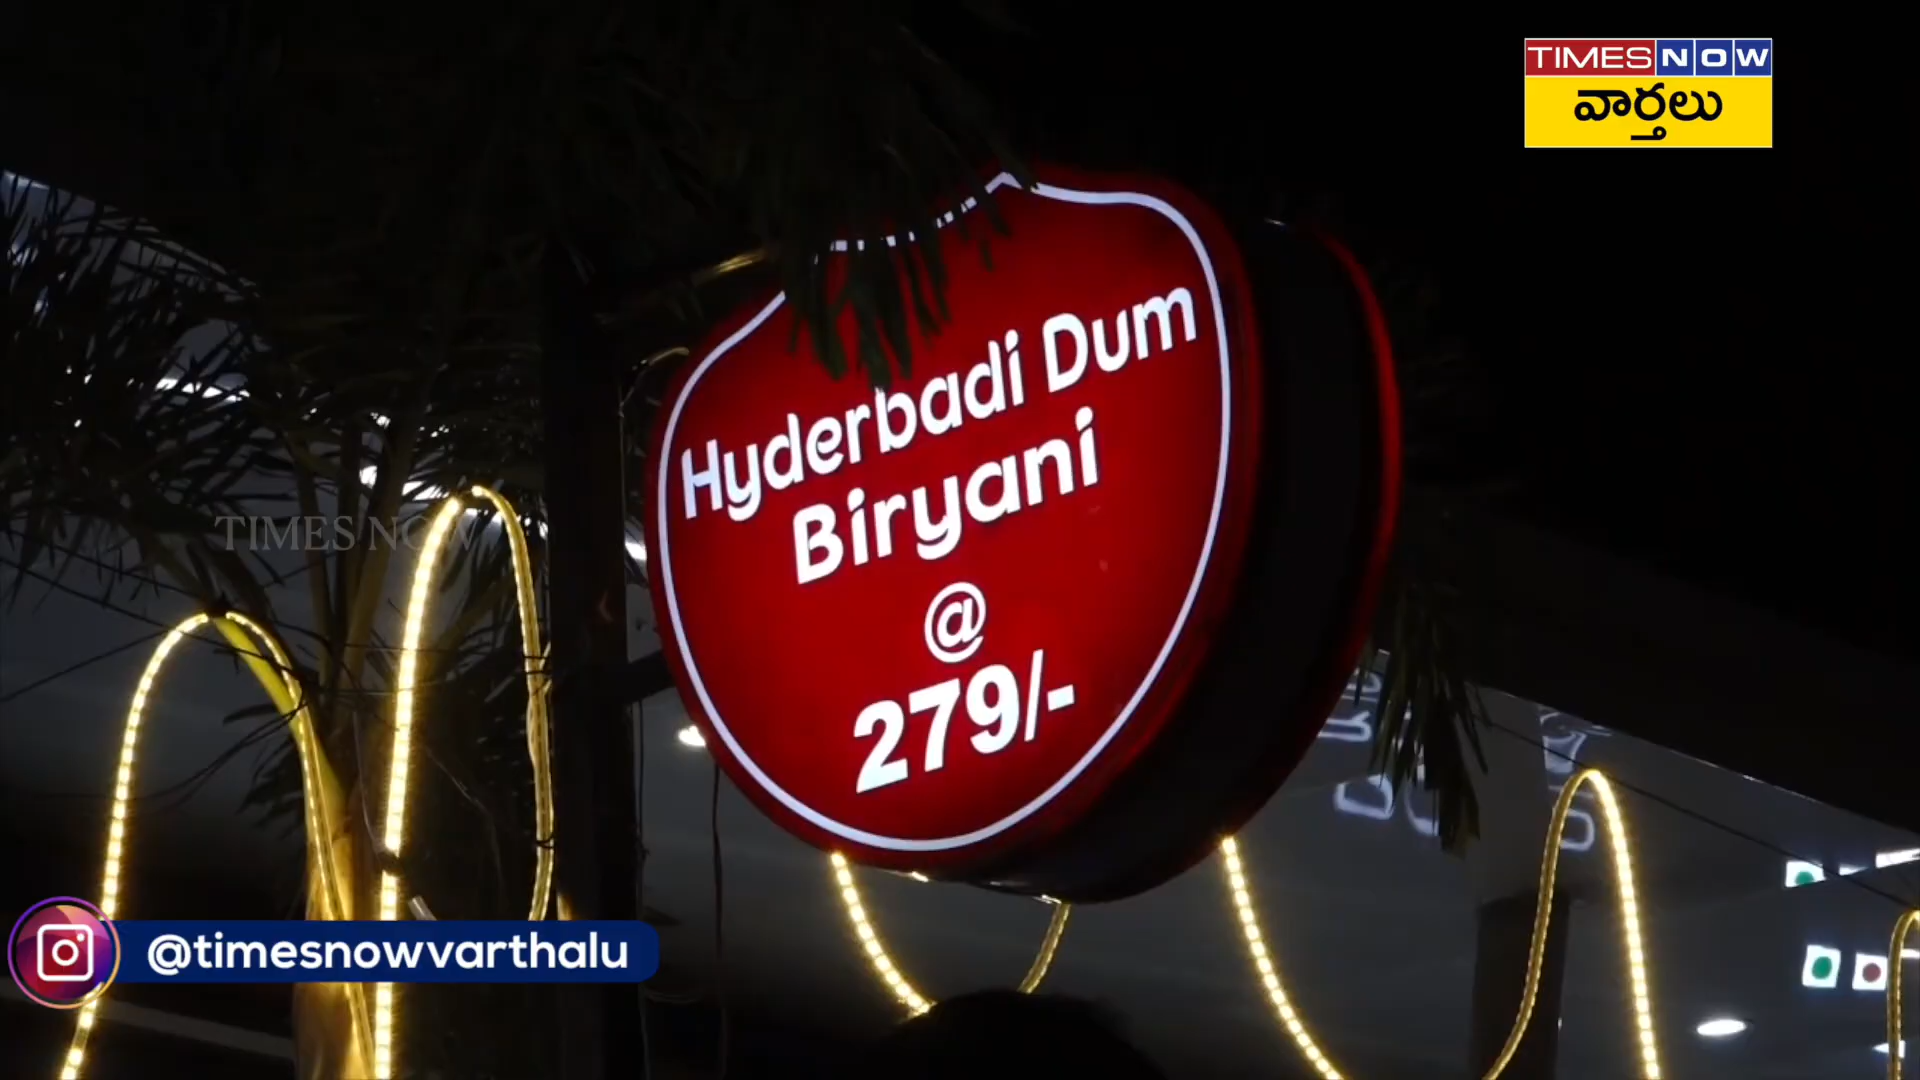 TIMES NOW
వార్తలు
Hyderbadi Dum
Biryani
@
279/-
TIMES NOW
@timesnowvarthalu